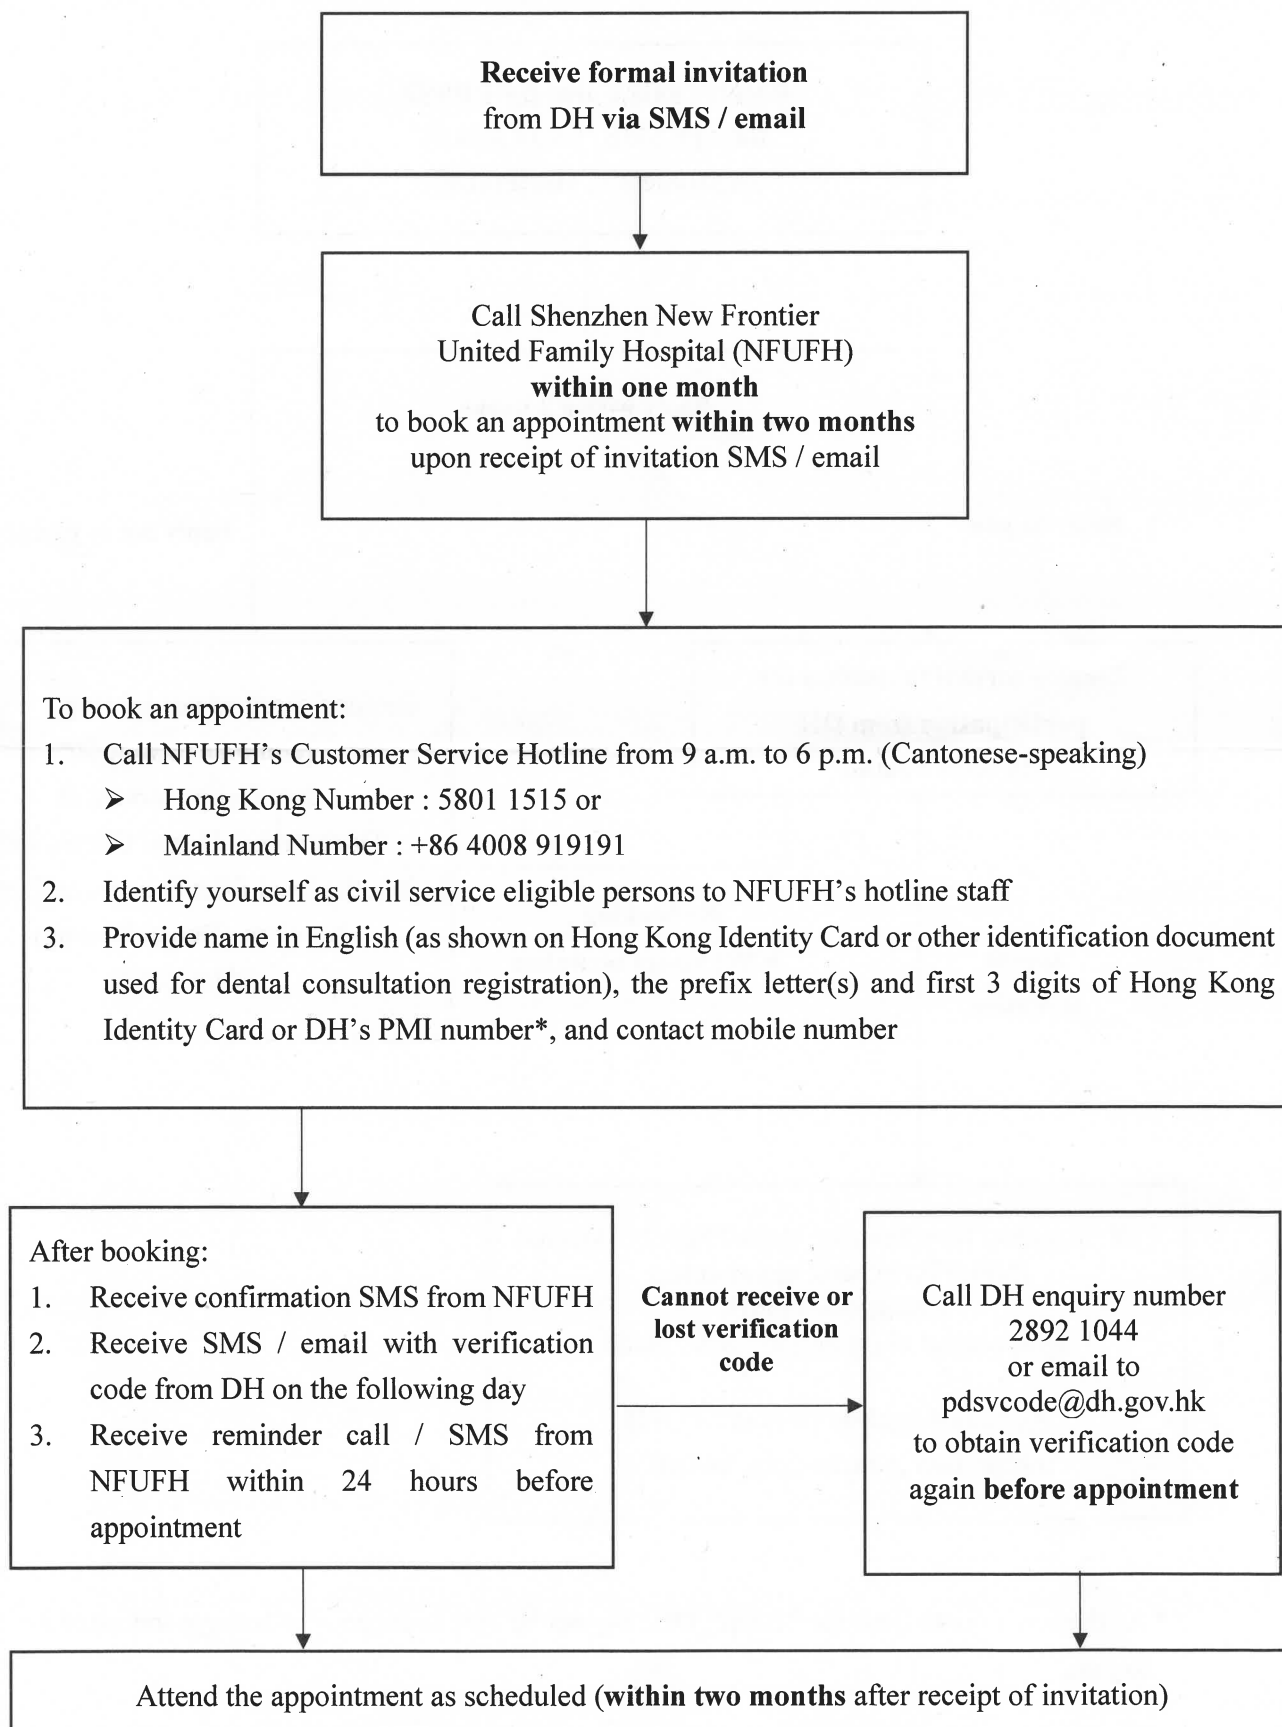 Receive formal invitation
from DH via SMS / email
Call Shenzhen New Frontier
United Family Hospital (NFUFH)
within one month
to book an appointment within two months
upon receipt of invitation SMS / email
To book an appointment:
1. Call NFUFH’s Customer Service Hotline from 9 a.m. to 6 p.m. (Cantonese-speaking)
➤ Hong Kong Number : 5801 1515 or
➤ Mainland Number : +86 4008 919191
2. Identify yourself as civil service eligible persons to NFUFH’s hotline staff
3. Provide name in English (as shown on Hong Kong Identity Card or other identification document
used for dental consultation registration), the prefix letter(s) and first 3 digits of Hong Kong
Identity Card or DH’s PMI number*, and contact mobile number
After booking:
1. Receive confirmation SMS from NFUFH
2. Receive SMS / email with verification
code from DH on the following day
3. Receive reminder call / SMS from
NFUFH within 24 hours before
appointment
Cannot receive or
lost verification
code
Call DH enquiry number
2892 1044
or email to
pdsvcode@dh.gov.hk
to obtain verification code
again before appointment
Attend the appointment as scheduled (within two months after receipt of invitation)